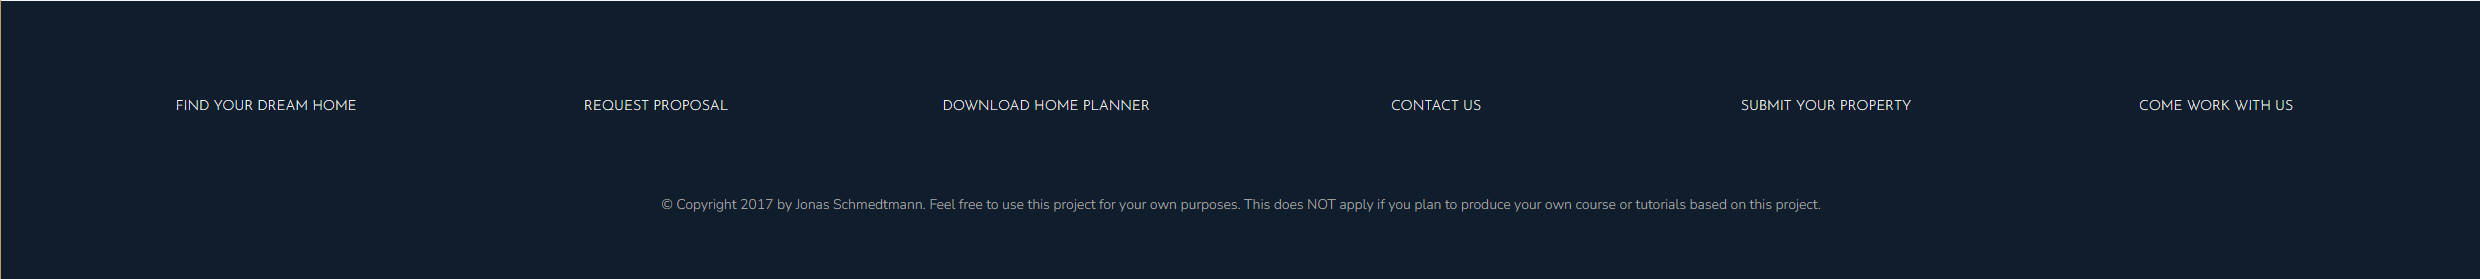 FIND YOUR DREAM HOME REQUEST PROPOSAL DOWNLOAD HOME PLANNER CONTACT US SUBMIT YOUR PROPERTY COME WORK WITH US
© Copyright 2017 by Jonas Schmedtmann. Feel free to use this project for your own purposes. This does NOT apply if you plan to produce your own course or tutorials based on this project.